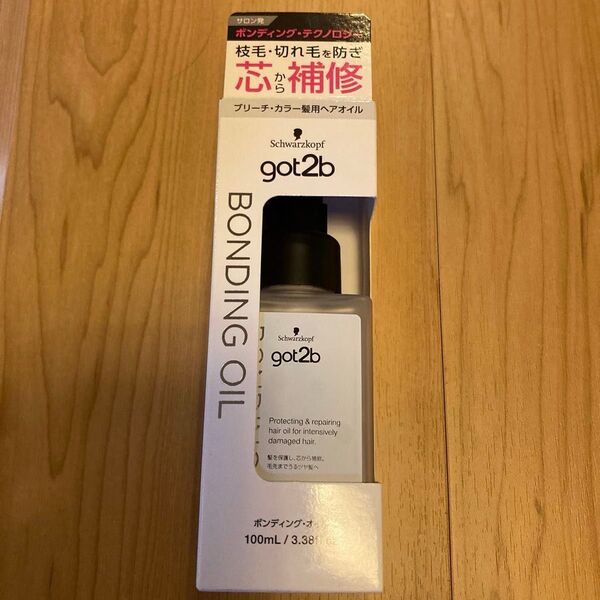 サロン発
ボンディング・テクノロジー
枝毛・切れ毛を防ぎ
芯から補修
ブリーチ・カラー髪用ヘアオイル
Schwarzkopf
got2b
BONDING OIL
Schwarzkopf
got2b
Protecting & repairing
hair oil for intensively
damaged hair.
髪を保護し、芯から補修。
毛先までうるツヤ髪へ
ボンディング・オ
100mL / 3.38fl